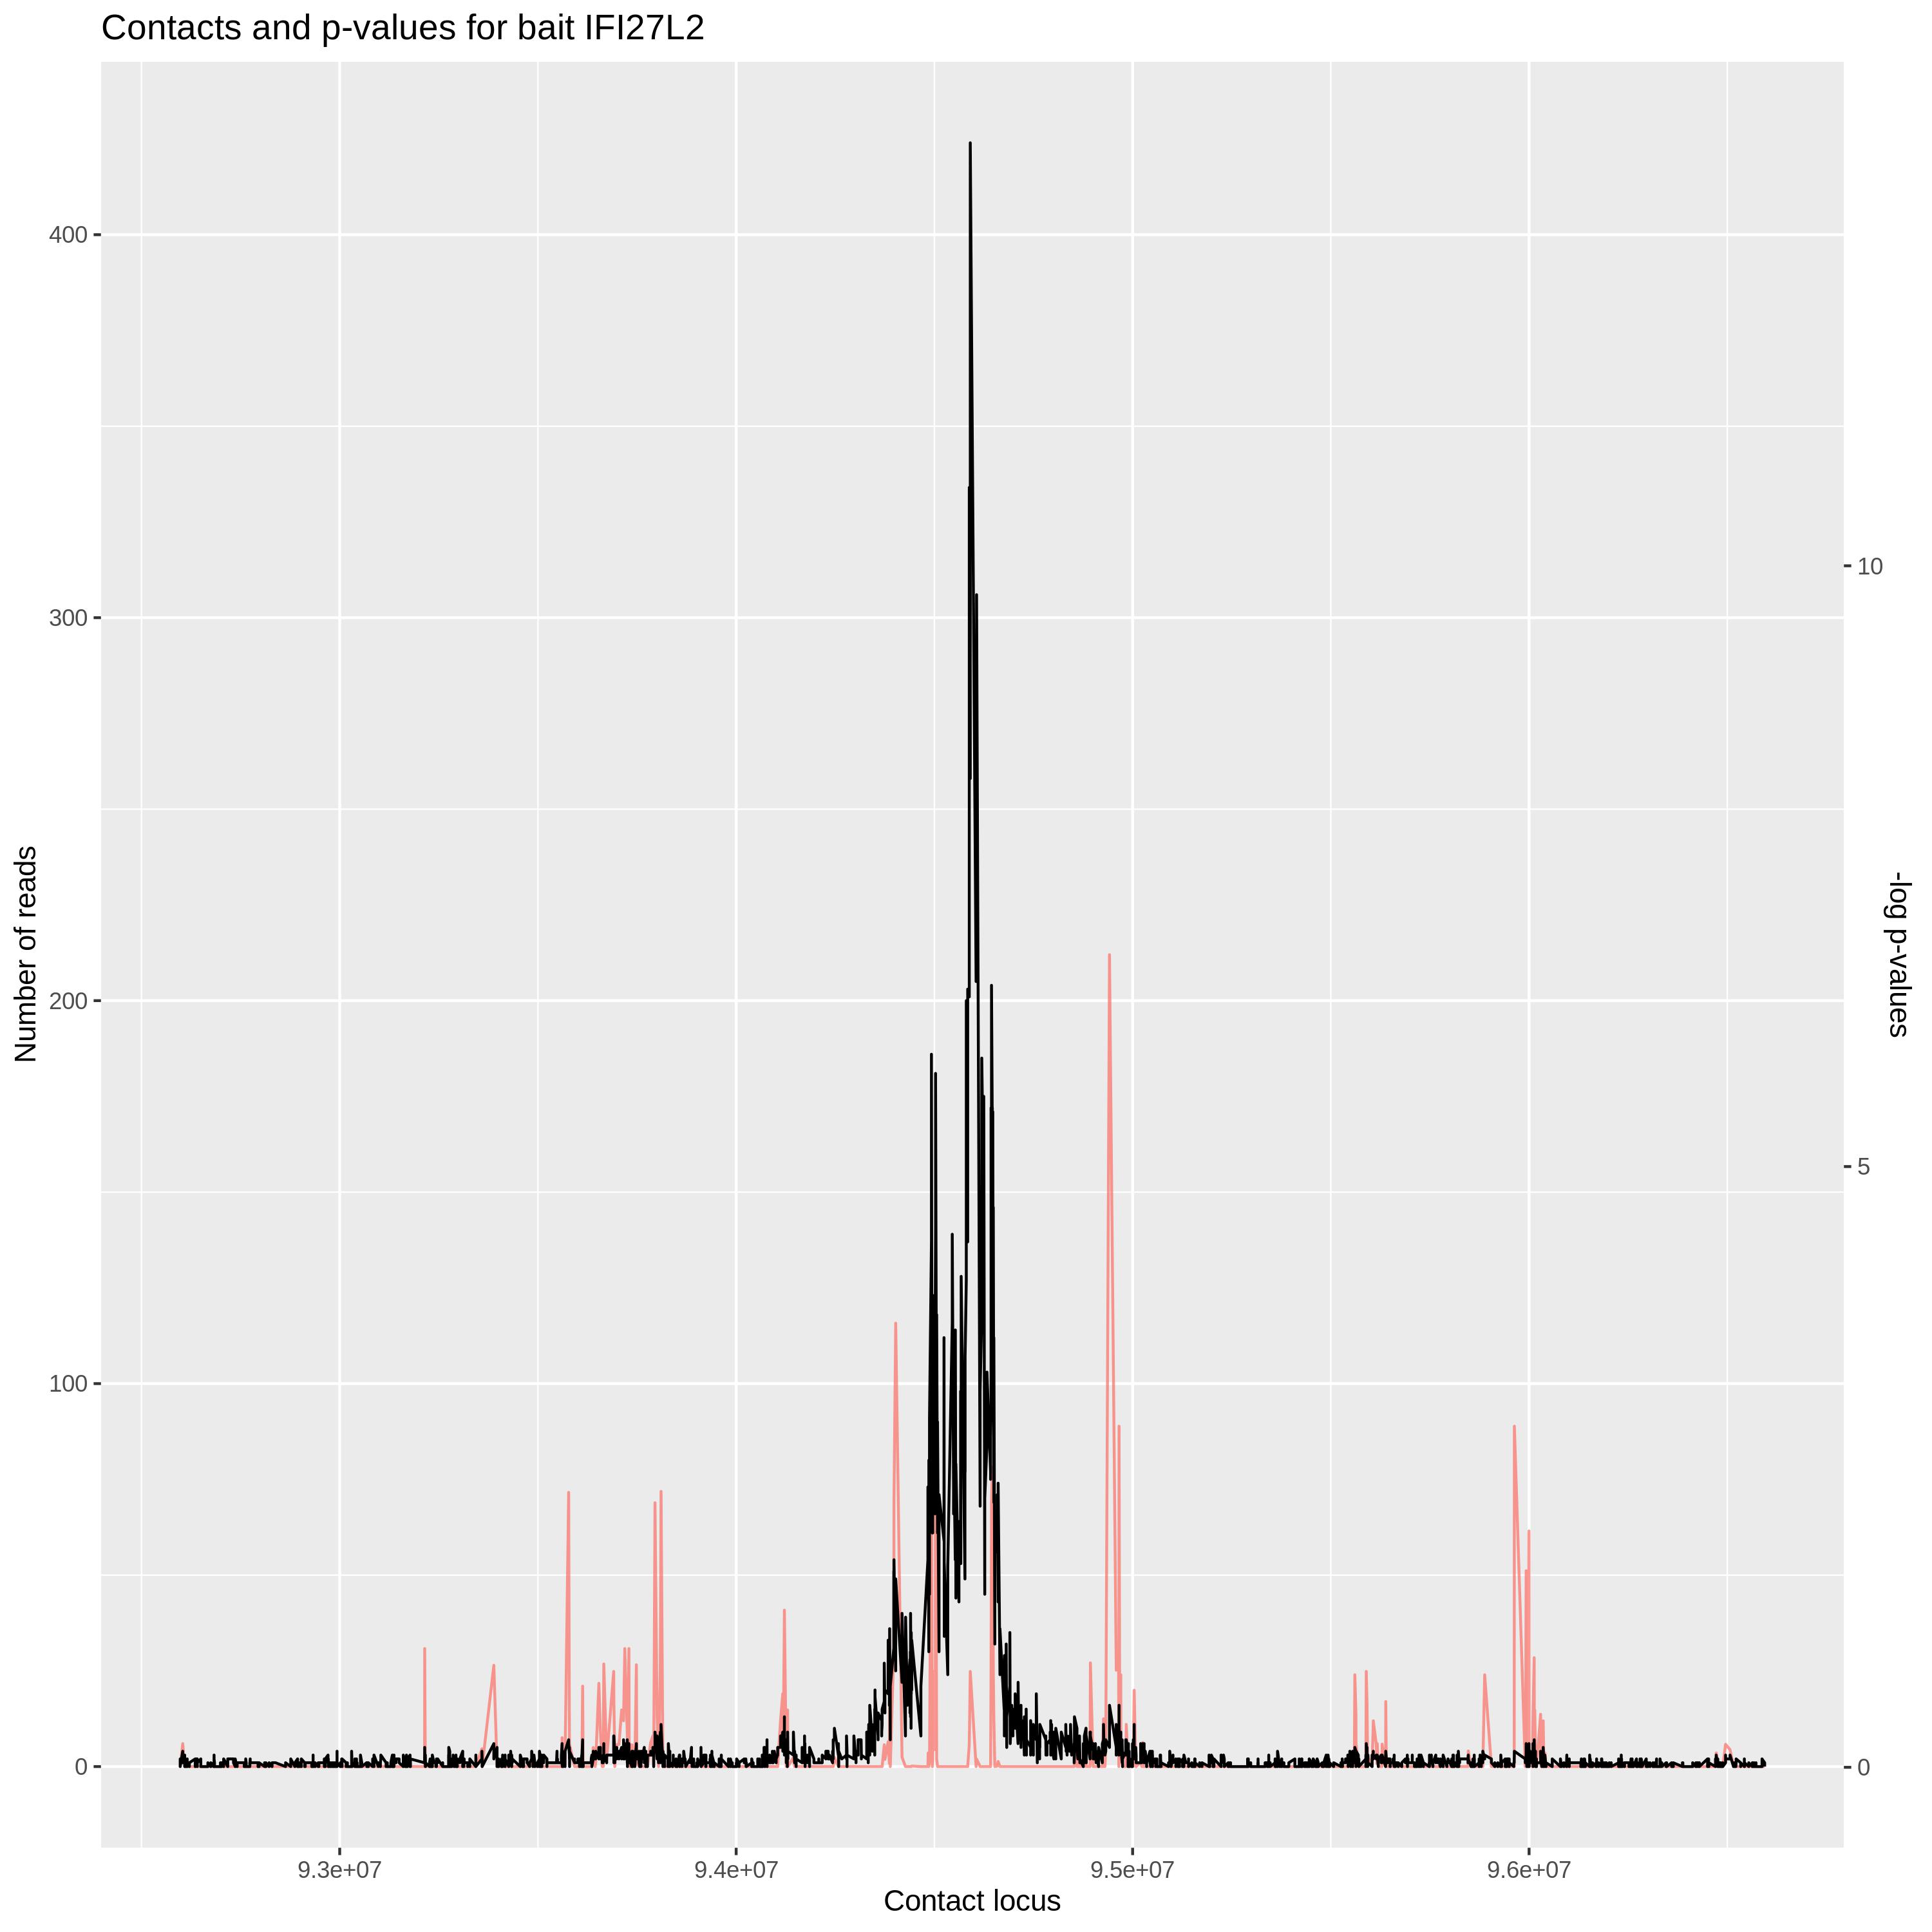 Contacts and p-values for bait IFI27L2
400
300
200
100
0
Number of reads
10
5
0
-log p-values
9.3e+07
9.4e+07
9.5e+07
9.6e+07
Contact locus